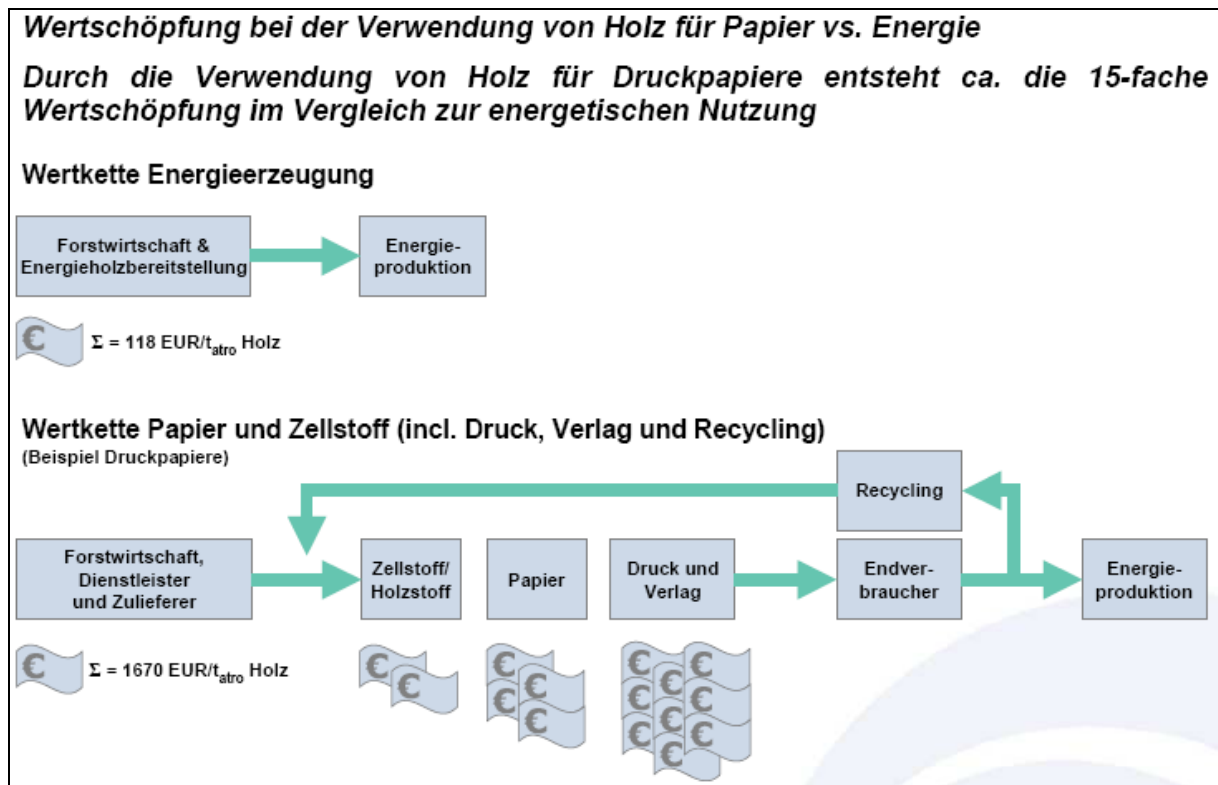 Wertschöpfung bei der Verwendung von Holz für Papier vs. Energie
Durch die Verwendung von Holz für Druckpapiere entsteht ca. die 15-fache
Wertschöpfung im Vergleich zur energetischen Nutzung
Wertkette Energieerzeugung
Forstwirtschaft &
Energieholzbereitstellung
Energie-
produktion
€
Σ = 118 EUR/t_atro Holz
Wertkette Papier und Zellstoff (incl. Druck, Verlag und Recycling)
(Beispiel Druckpapiere)
Recycling
Forstwirtschaft,
Dienstleister
und Zulieferer
Zellstoff/
Holzstoff
Papier
Druck und
Verlag
Endver-
braucher
Energie-
produktion
€
Σ = 1670 EUR/t_atro Holz
€ €
€ € € € €
€ € € € € € € € € €